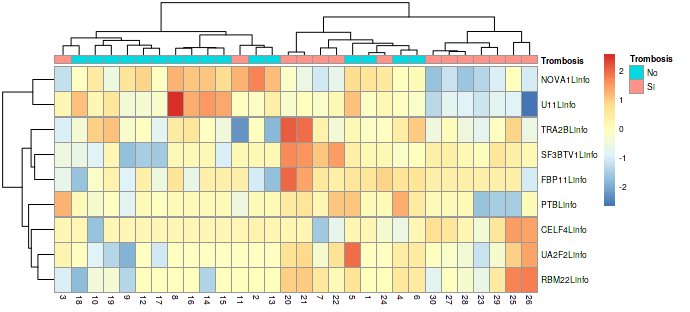 Trombosis
NOVA1Linfo
U11Linfo
TRA2BLinfo
SF3BTV1Linfo
FBP11Linfo
PTBLinfo
CELF4Linfo
UA2F2Linfo
RBM22Linfo
3 18 10 19 9 12 17 8 16 14 15 11 2 13 20 21 7 22 5 1 24 4 6 30 27 28 23 29 25 26
2
1
0
-1
-2
Trombosis
No
Si